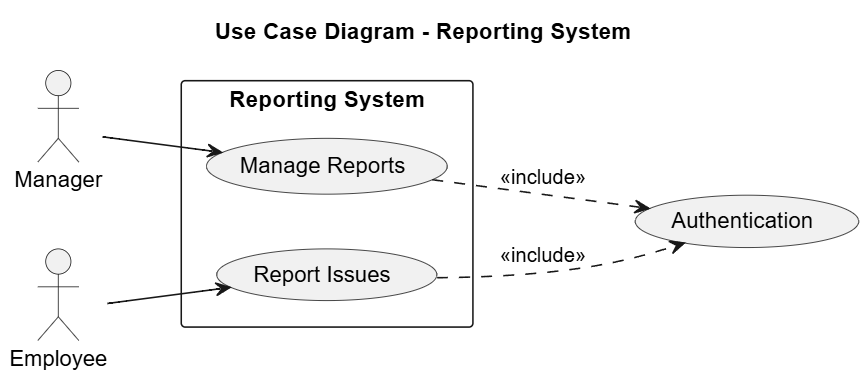 Use Case Diagram - Reporting System
Reporting System
Manager
Manage Reports
«include»
Authentication
«include»
Report Issues
Employee